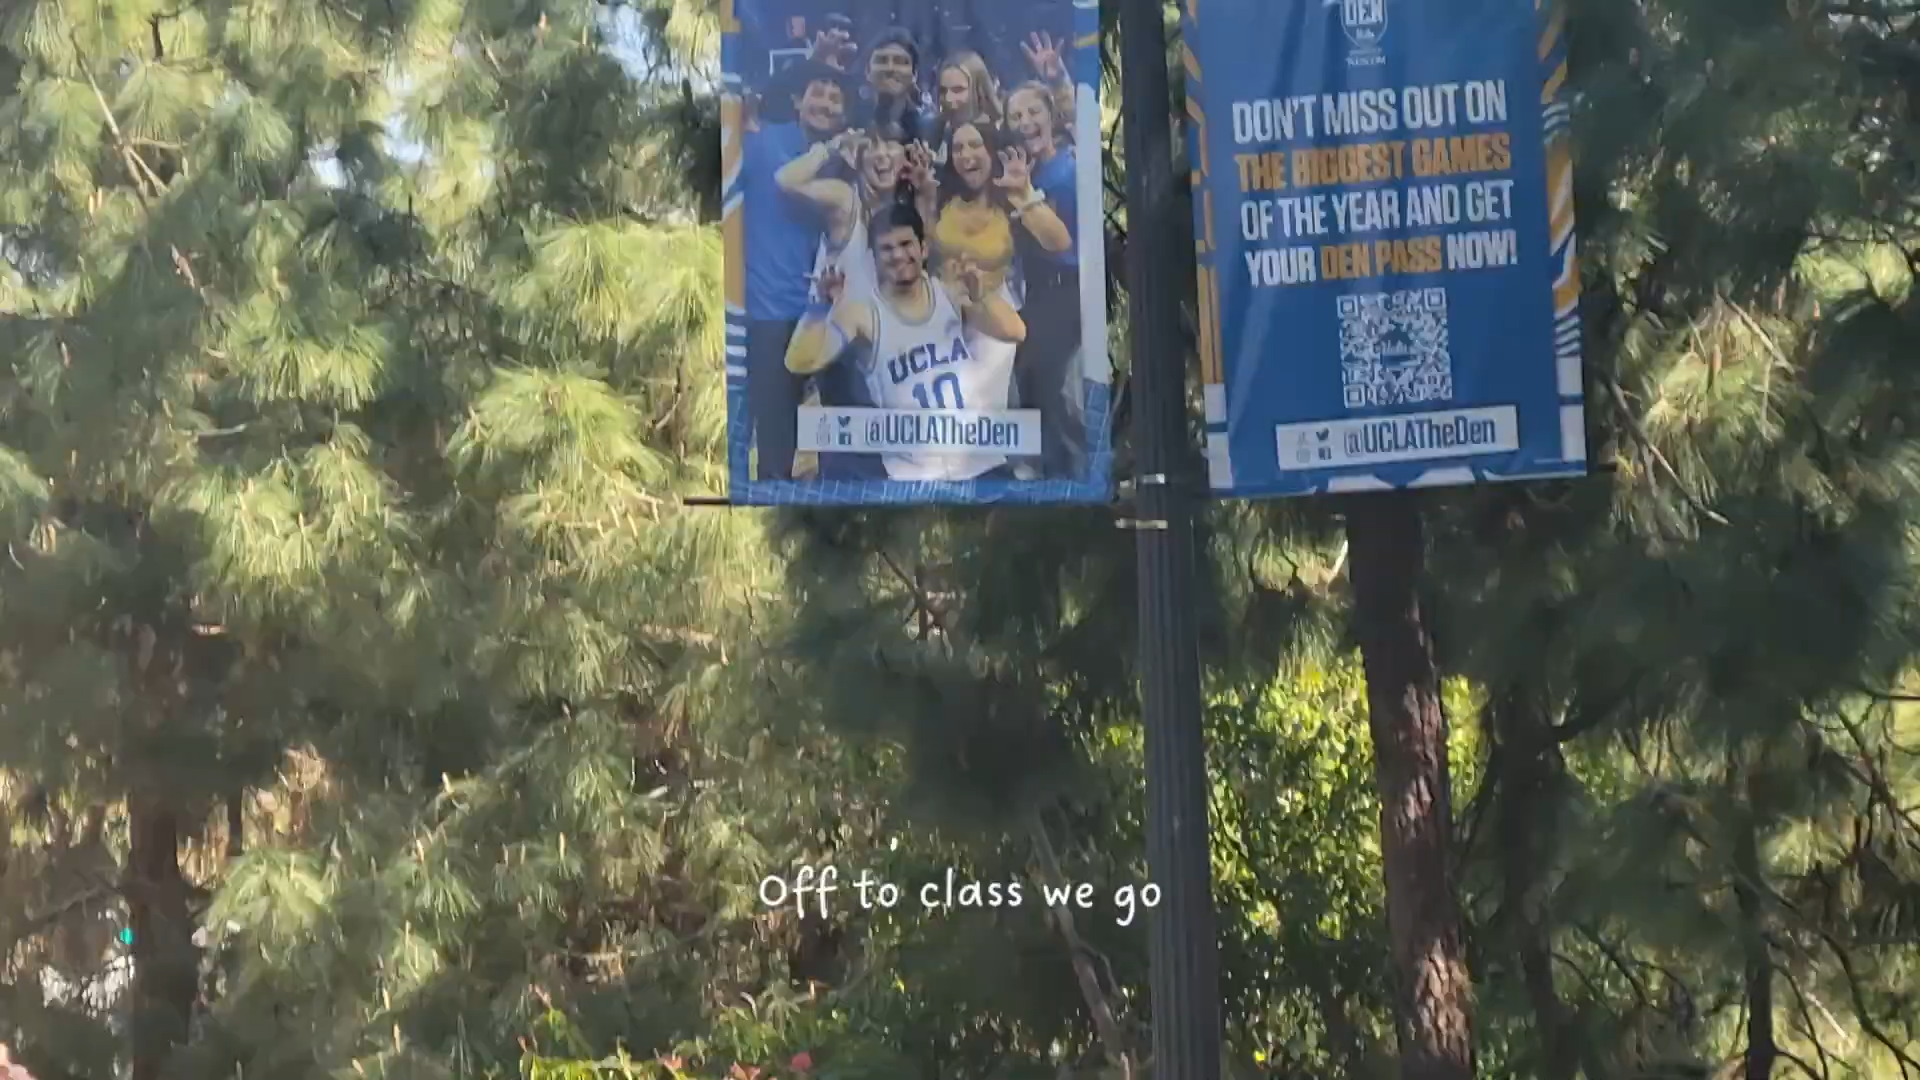 UCLA
10
@UCLATheDen
DEN
DON'T MISS OUT ON
THE BIGGEST GAMES
OF THE YEAR AND GET
YOUR DEN PASS NOW!
@UCLATheDen
Off to class we go